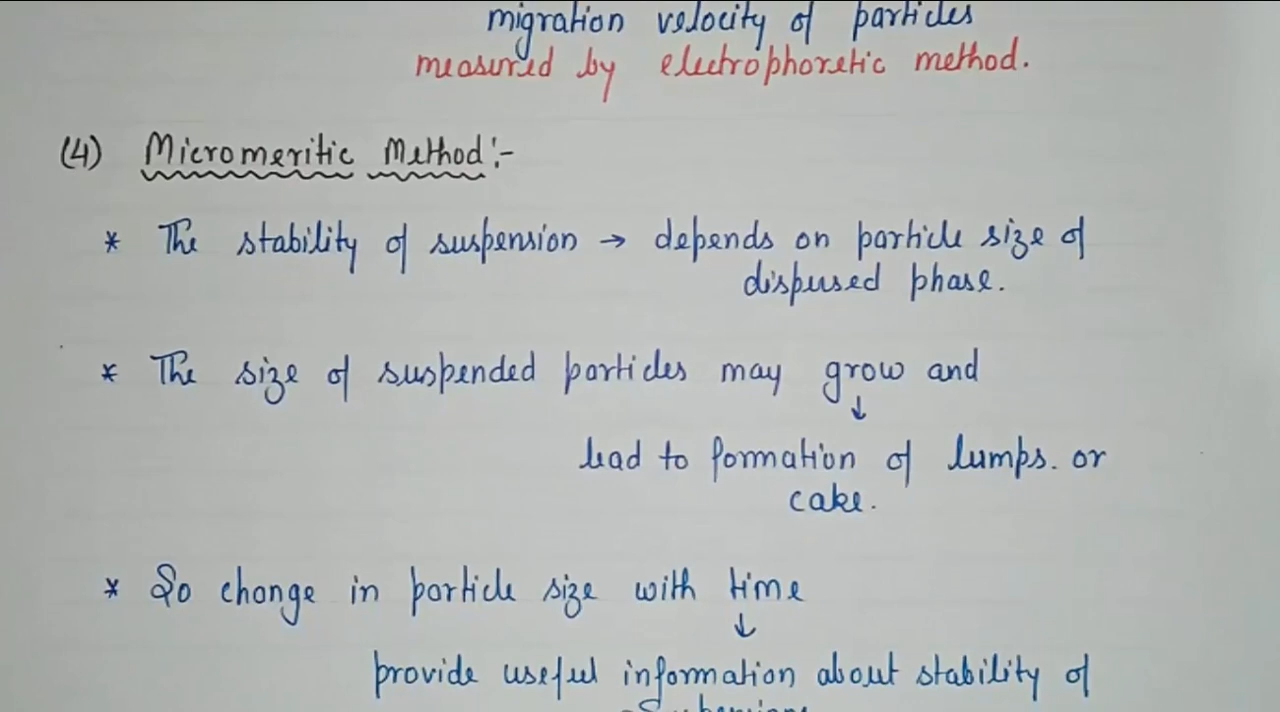 migration velocity of particles
measured by electrophoretic method.
(4) Micromeritic Method:-
* The stability of suspension → depends on particle size of
dispersed phase.
* The size of suspended particles may grow and
↓
lead to formation of lumps. or
cake.
* So change in particle size with time
↓
provide useful information about stability of